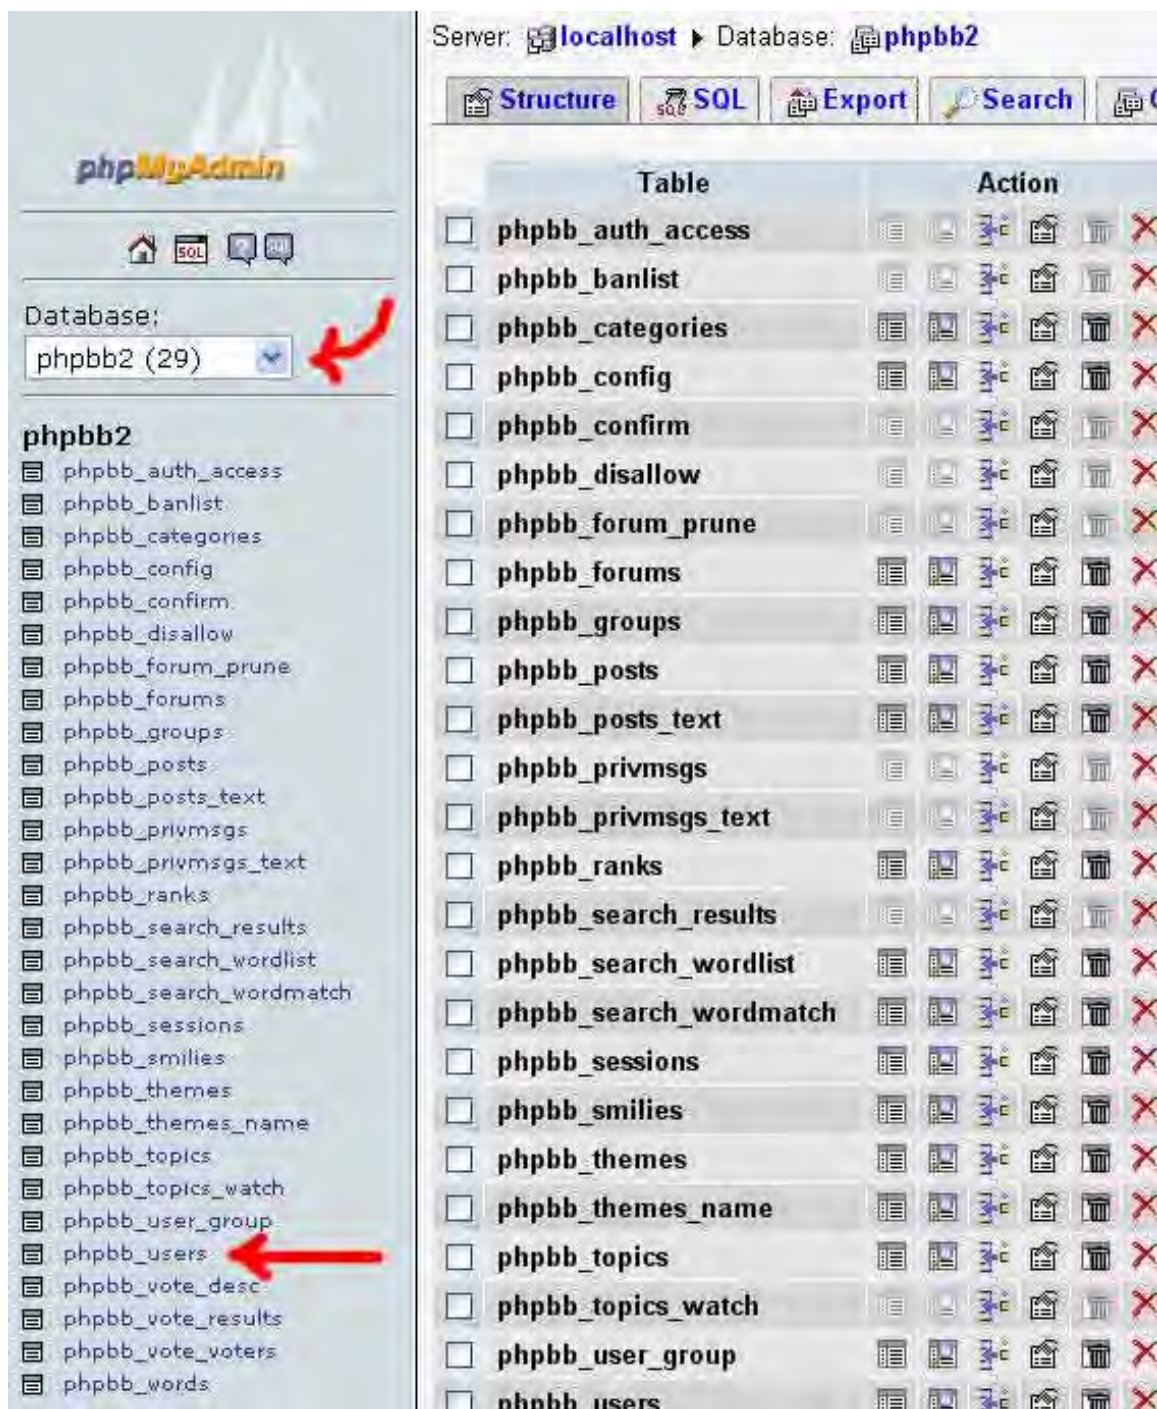 phpMyAdmin
SQL
Database:
phpbb2 (29)
phpbb2
phpbb_auth_access
phpbb_banlist
phpbb_categories
phpbb_config
phpbb_confirm
phpbb_disallow
phpbb_forum_prune
phpbb_forums
phpbb_groups
phpbb_posts
phpbb_posts_text
phpbb_privmsgs
phpbb_privmsgs_text
phpbb_ranks
phpbb_search_results
phpbb_search_wordlist
phpbb_search_wordmatch
phpbb_sessions
phpbb_smilies
phpbb_themes
phpbb_themes_name
phpbb_topics
phpbb_topics_watch
phpbb_user_group
phpbb_users
phpbb_vote_desc
phpbb_vote_results
phpbb_vote_voters
phpbb_words
Server: localhost ▸ Database: phpbb2
Structure SQL Export Search
Table Action
phpbb_auth_access
phpbb_banlist
phpbb_categories
phpbb_config
phpbb_confirm
phpbb_disallow
phpbb_forum_prune
phpbb_forums
phpbb_groups
phpbb_posts
phpbb_posts_text
phpbb_privmsgs
phpbb_privmsgs_text
phpbb_ranks
phpbb_search_results
phpbb_search_wordlist
phpbb_search_wordmatch
phpbb_sessions
phpbb_smilies
phpbb_themes
phpbb_themes_name
phpbb_topics
phpbb_topics_watch
phpbb_user_group
phpbb_users